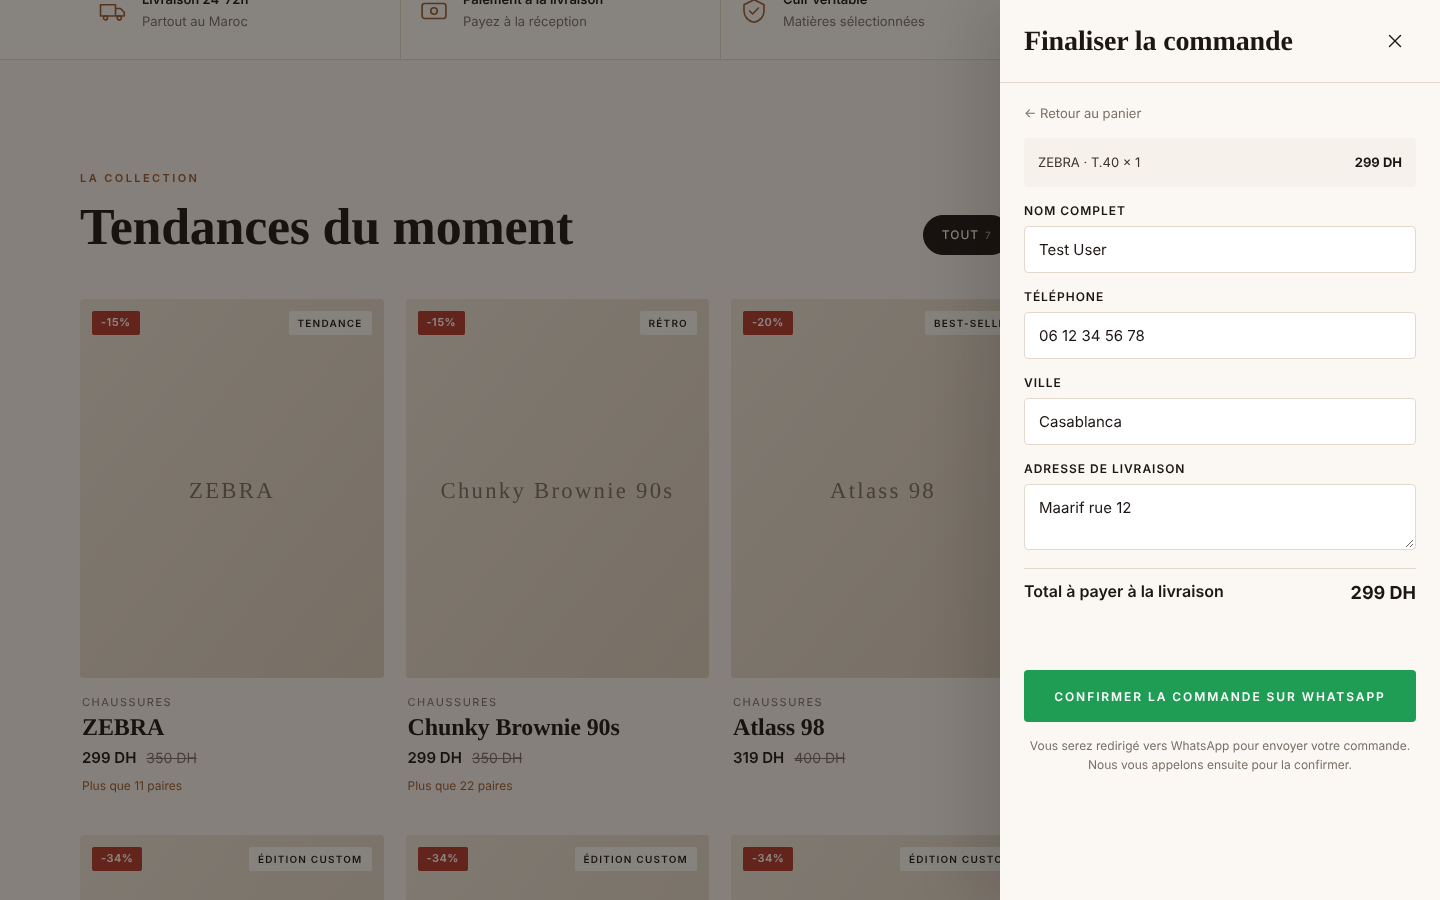 Livraison 24-72h
Partout au Maroc
Paiement à la livraison
Payez à la réception
Cuir véritable
Matières sélectionnées
LA COLLECTION
Tendances du moment
TOUT 7
-15%
TENDANCE
ZEBRA
CHAUSSURES
ZEBRA
299 DH 350 DH
Plus que 11 paires
-15%
RÉTRO
Chunky Brownie 90s
CHAUSSURES
Chunky Brownie 90s
299 DH 350 DH
Plus que 22 paires
-20%
BEST-SELL
Atlass 98
CHAUSSURES
Atlass 98
319 DH 400 DH
-34%
ÉDITION CUSTOM
-34%
ÉDITION CUSTOM
-34%
ÉDITION CUSTO
Finaliser la commande
← Retour au panier
ZEBRA · T.40 × 1
299 DH
NOM COMPLET
Test User
TÉLÉPHONE
06 12 34 56 78
VILLE
Casablanca
ADRESSE DE LIVRAISON
Maarif rue 12
Total à payer à la livraison
299 DH
CONFIRMER LA COMMANDE SUR WHATSAPP
Vous serez redirigé vers WhatsApp pour envoyer votre commande.
Nous vous appelons ensuite pour la confirmer.